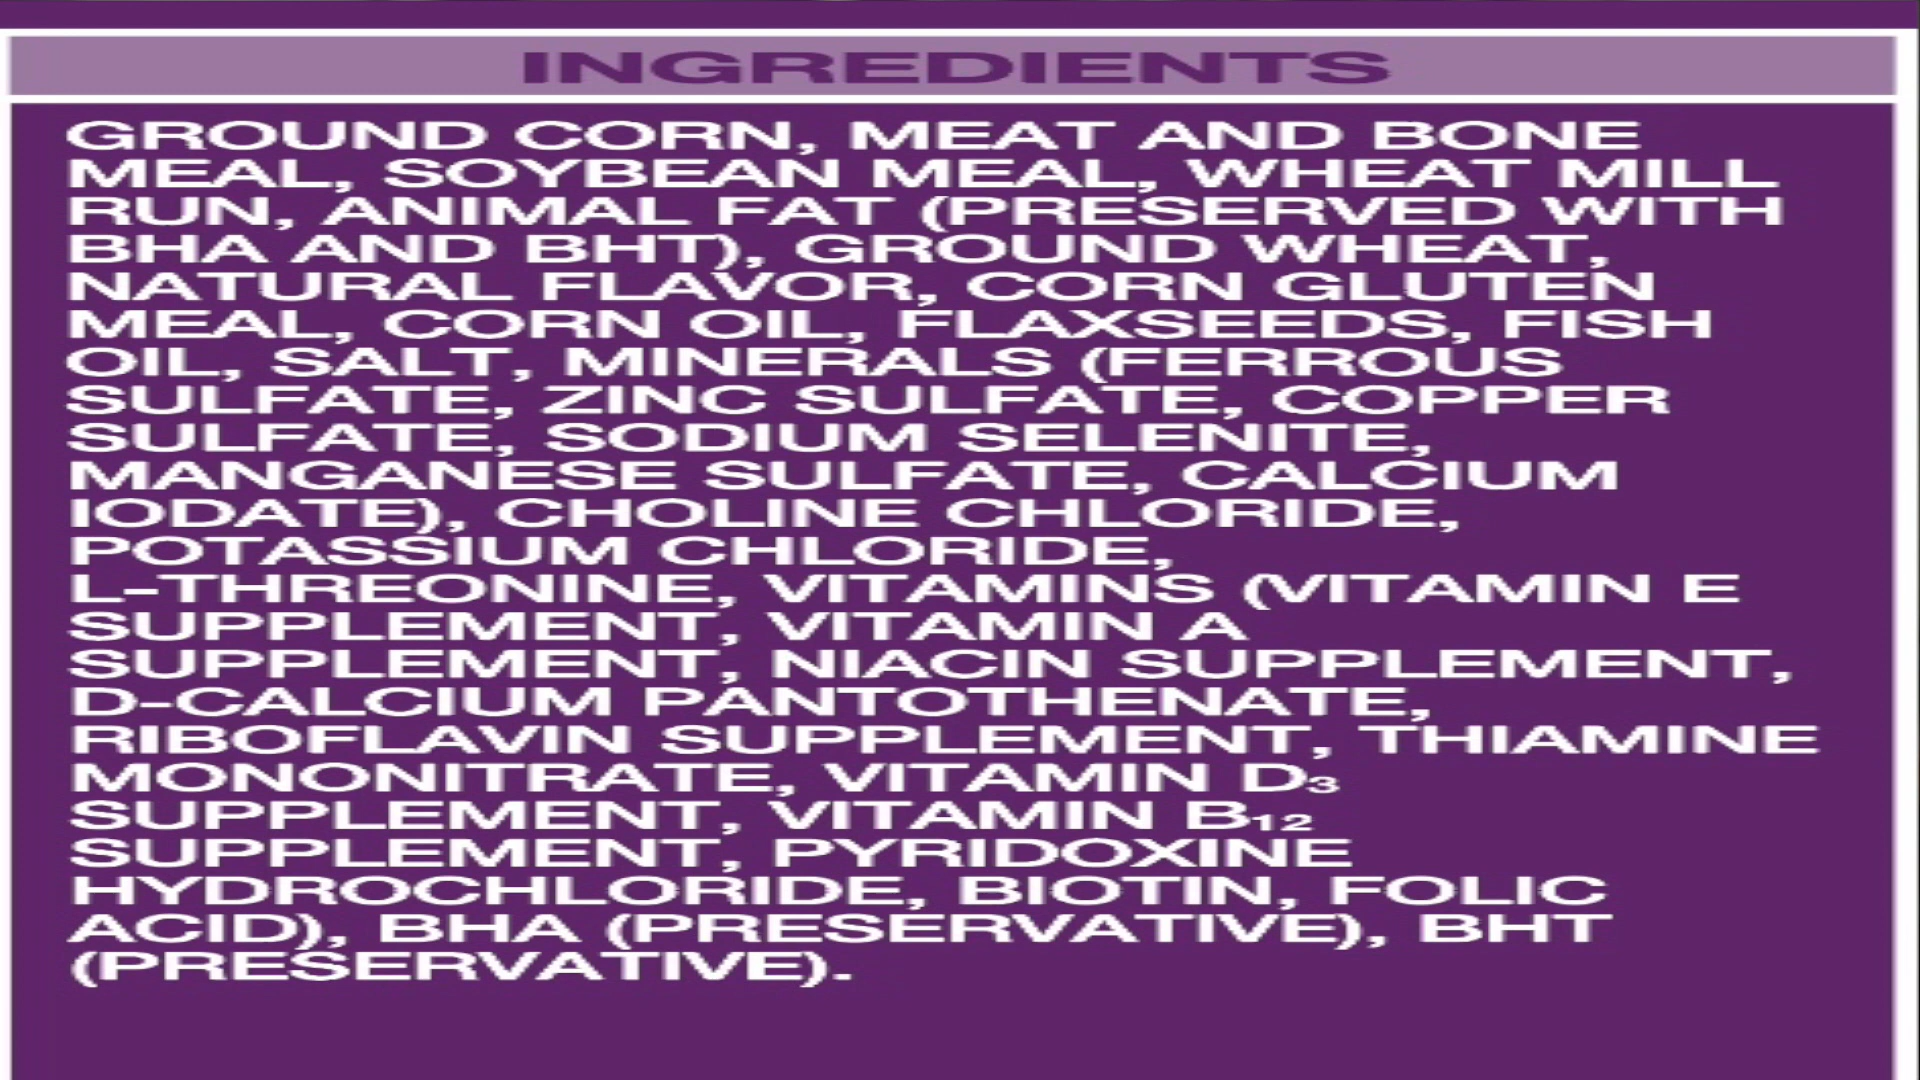 INGREDIENTS
GROUND CORN, MEAT AND BONE
MEAL, SOYBEAN MEAL, WHEAT MILL
RUN, ANIMAL FAT (PRESERVED WITH
BHA AND BHT), GROUND WHEAT,
NATURAL FLAVOR, CORN GLUTEN
MEAL, CORN OIL, FLAXSEEDS, FISH
OIL, SALT, MINERALS (FERROUS
SULFATE, ZINC SULFATE, COPPER
SULFATE, SODIUM SELENITE,
MANGANESE SULFATE, CALCIUM
IODATE), CHOLINE CHLORIDE,
POTASSIUM CHLORIDE,
L-THREONINE, VITAMINS (VITAMIN E
SUPPLEMENT, VITAMIN A
SUPPLEMENT, NIACIN SUPPLEMENT,
D-CALCIUM PANTOTHENATE,
RIBOFLAVIN SUPPLEMENT, THIAMINE
MONONITRATE, VITAMIN D₃
SUPPLEMENT, VITAMIN B₁₂
SUPPLEMENT, PYRIDOXINE
HYDROCHLORIDE, BIOTIN, FOLIC
ACID), BHA (PRESERVATIVE), BHT
(PRESERVATIVE).